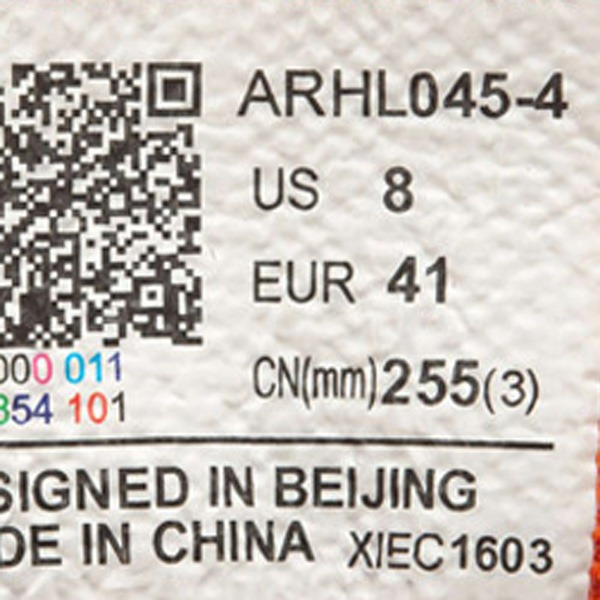 ARHL045-4
US 8
EUR 41
CN(mm)255(3)
000 011
354 101
SIGNED IN BEIJING
DE IN CHINA XIEC1603